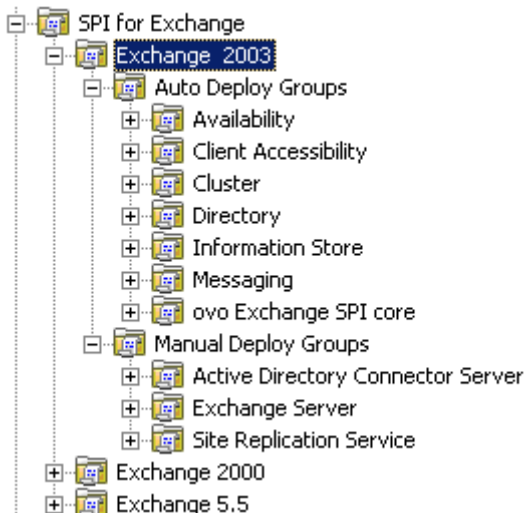 SPI for Exchange
Exchange 2003
Auto Deploy Groups
Availability
Client Accessibility
Cluster
Directory
Information Store
Messaging
ovo Exchange SPI core
Manual Deploy Groups
Active Directory Connector Server
Exchange Server
Site Replication Service
Exchange 2000
Exchange 5.5